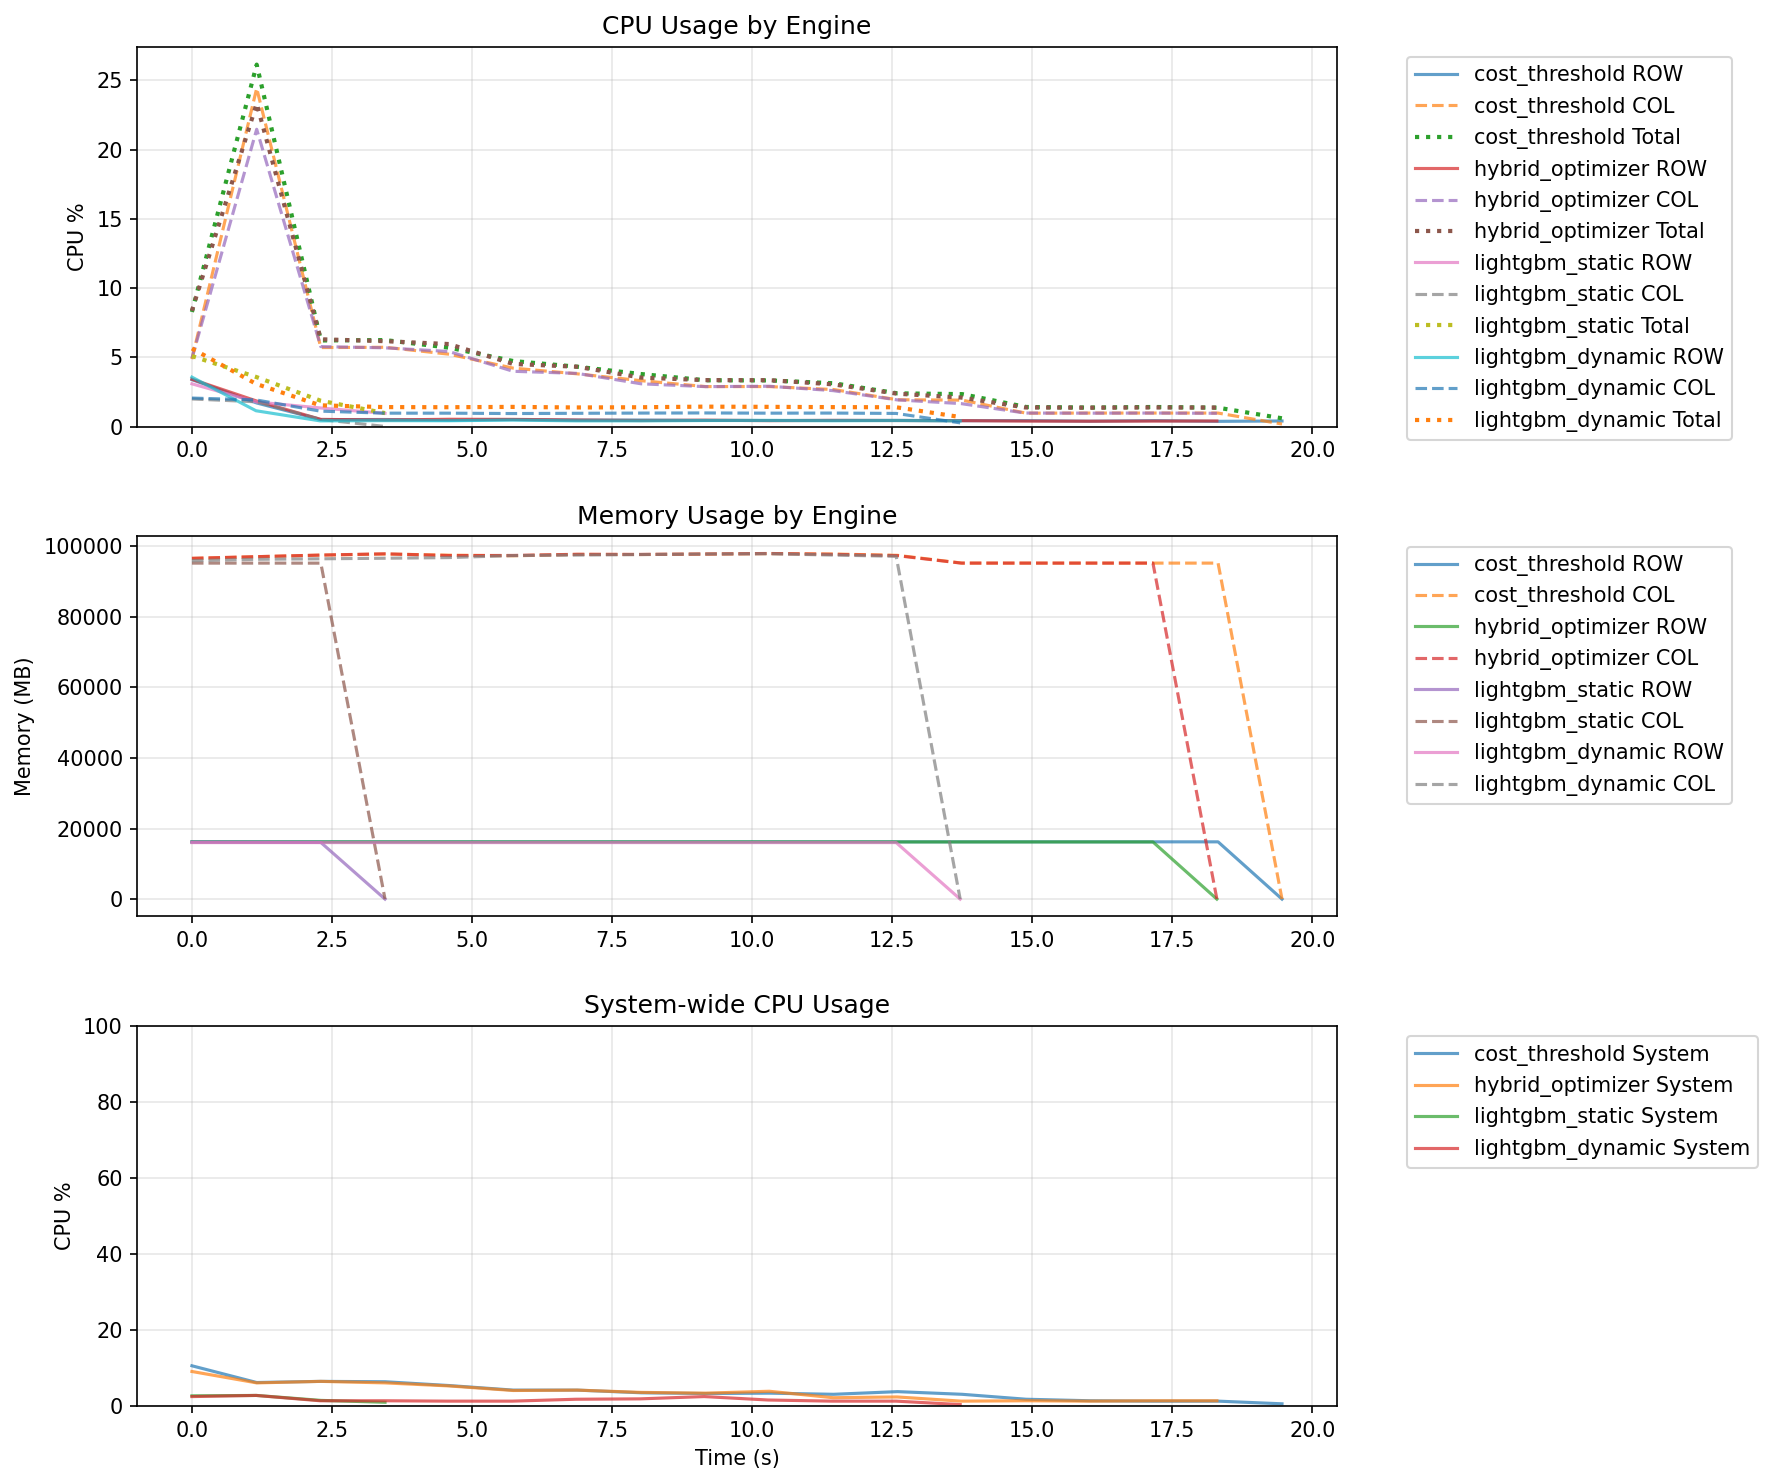 CPU Usage by Engine
CPU %
25
20
15
10
5
0
0.0 2.5 5.0 7.5 10.0 12.5 15.0 17.5 20.0
cost_threshold ROW
cost_threshold COL
cost_threshold Total
hybrid_optimizer ROW
hybrid_optimizer COL
hybrid_optimizer Total
lightgbm_static ROW
lightgbm_static COL
lightgbm_static Total
lightgbm_dynamic ROW
lightgbm_dynamic COL
lightgbm_dynamic Total
Memory Usage by Engine
Memory (MB)
100000
80000
60000
40000
20000
0
0.0 2.5 5.0 7.5 10.0 12.5 15.0 17.5 20.0
cost_threshold ROW
cost_threshold COL
hybrid_optimizer ROW
hybrid_optimizer COL
lightgbm_static ROW
lightgbm_static COL
lightgbm_dynamic ROW
lightgbm_dynamic COL
System-wide CPU Usage
CPU %
100
80
60
40
20
0
0.0 2.5 5.0 7.5 10.0 12.5 15.0 17.5 20.0
Time (s)
cost_threshold System
hybrid_optimizer System
lightgbm_static System
lightgbm_dynamic System